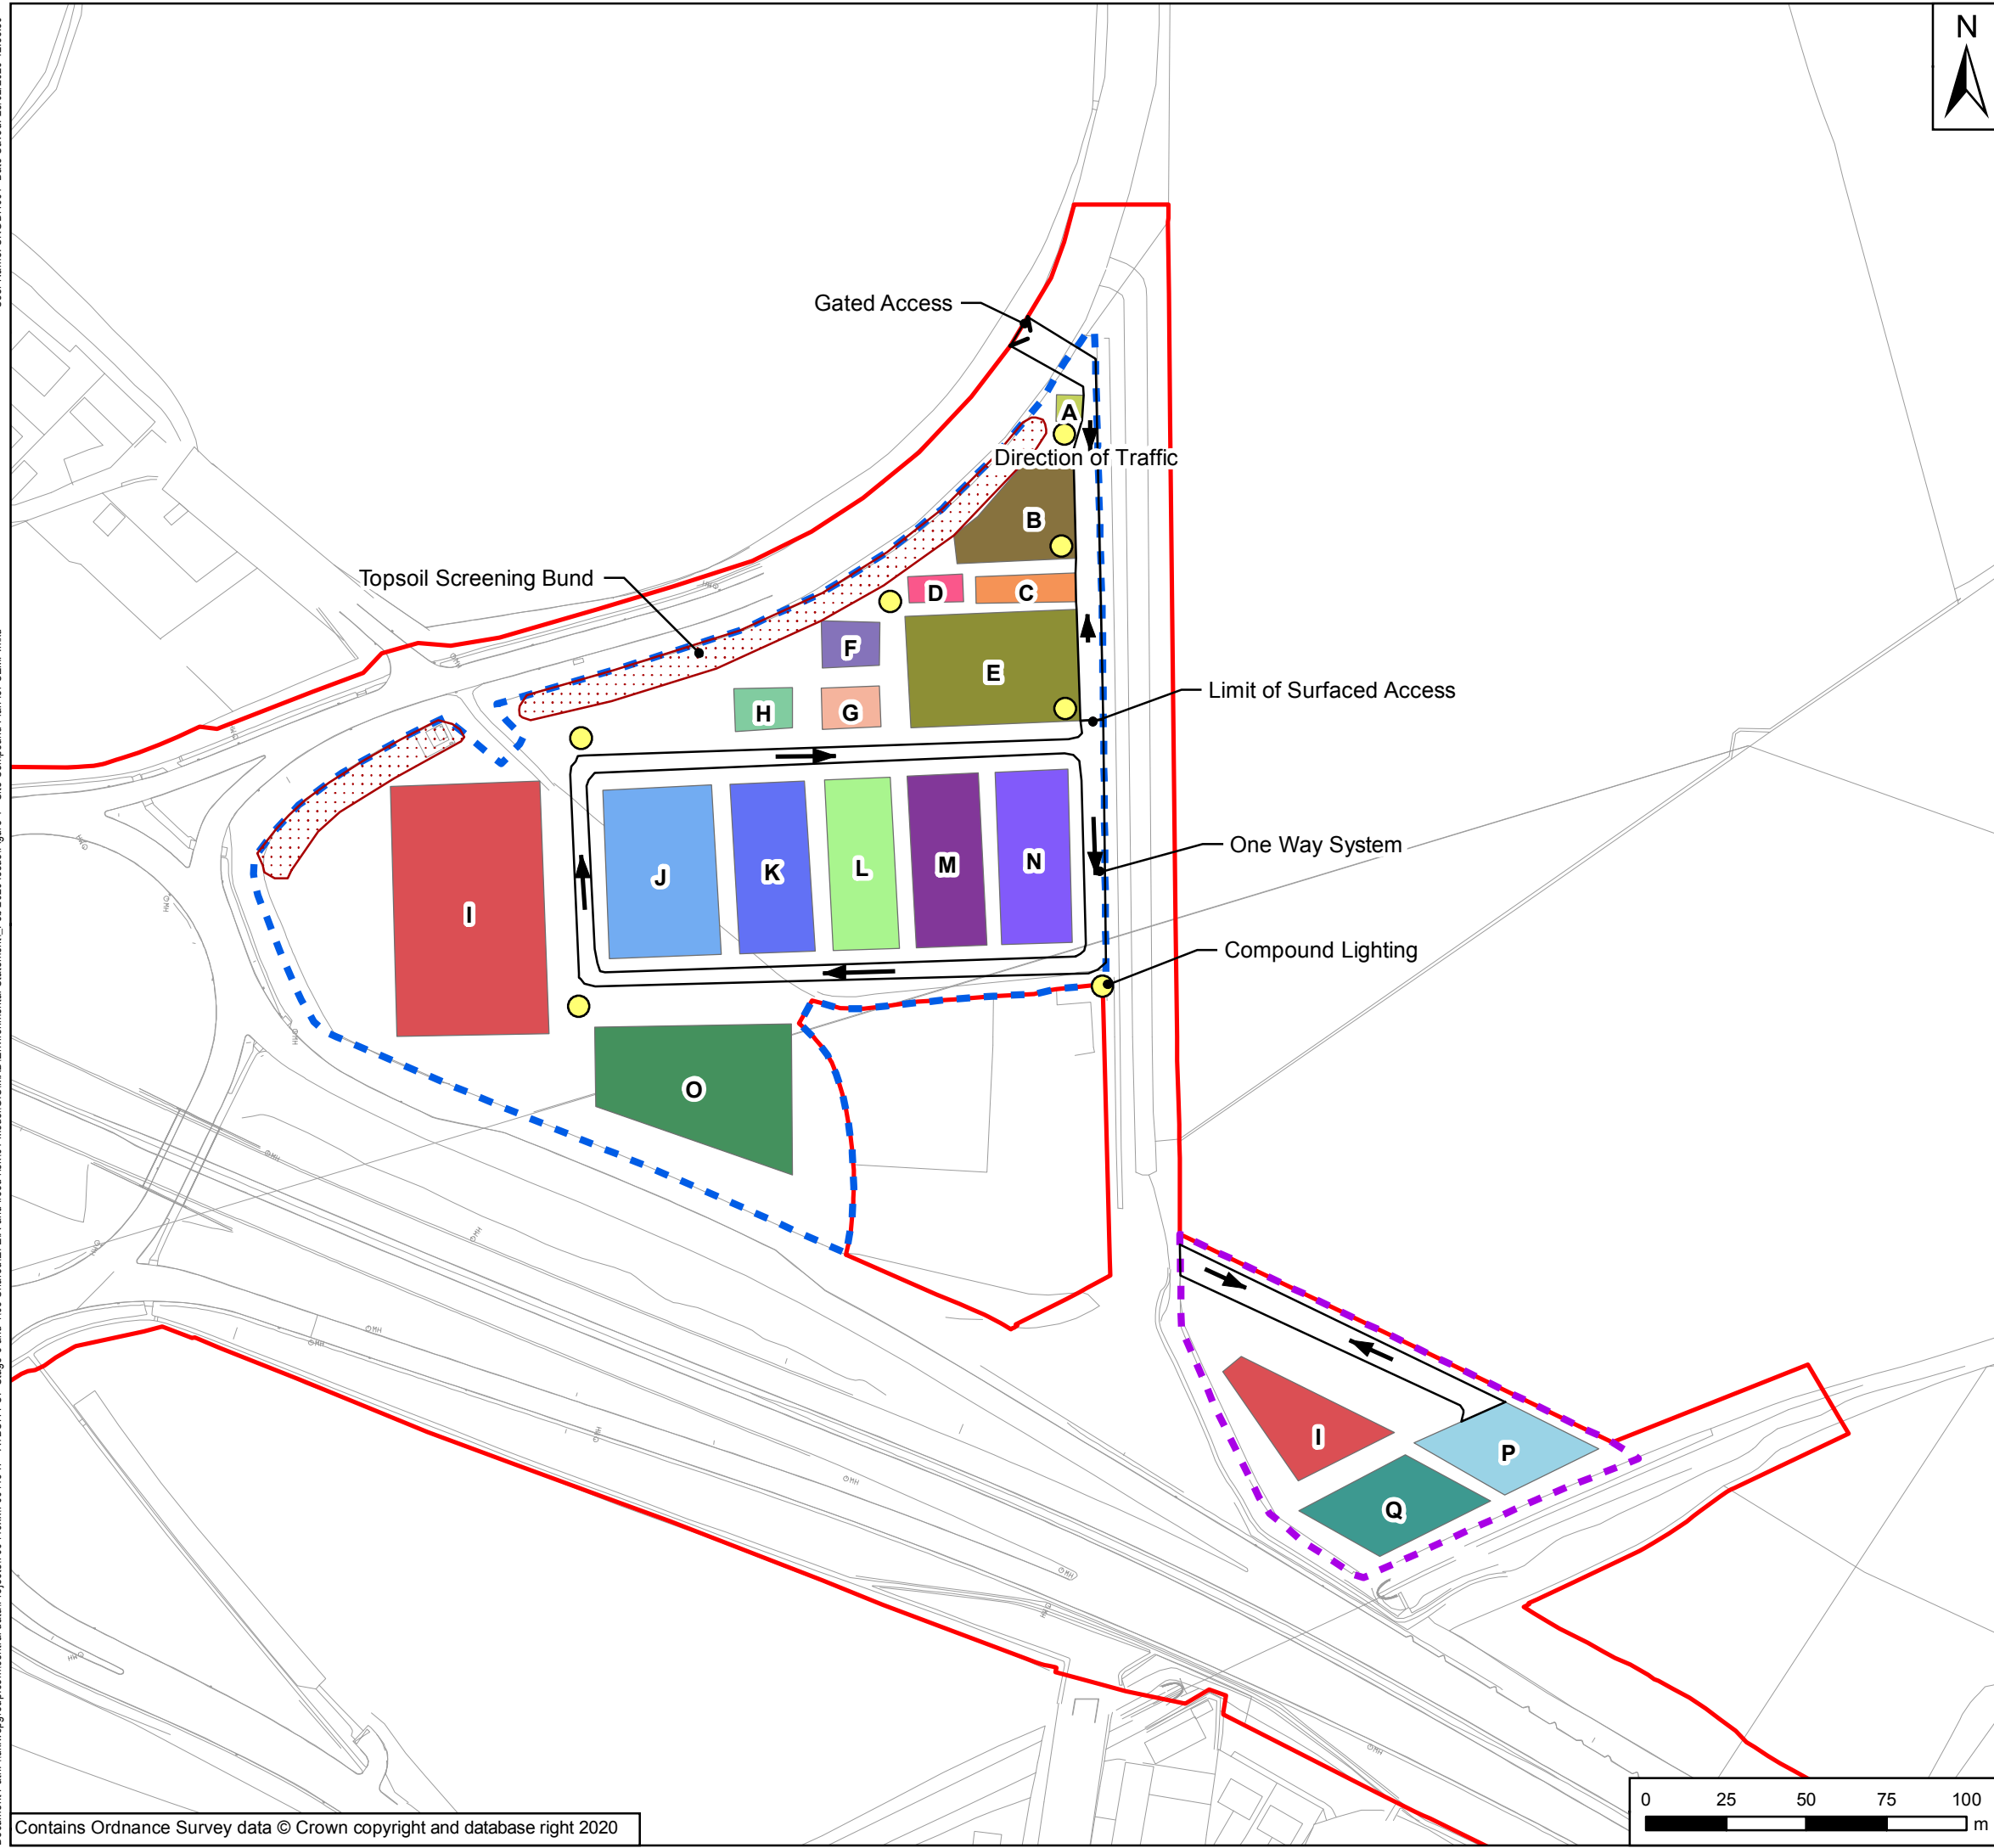 N
Gated Access
A
Direction of Traffic
B
Topsoil Screening Bund
D
C
F
E
Limit of Surfaced Access
H
G
One Way System
I
J
K
L
M
N
Compound Lighting
O
I
P
Q
0 25 50 75 100
m
Contains Ordnance Survey data © Crown copyright and database right 2020